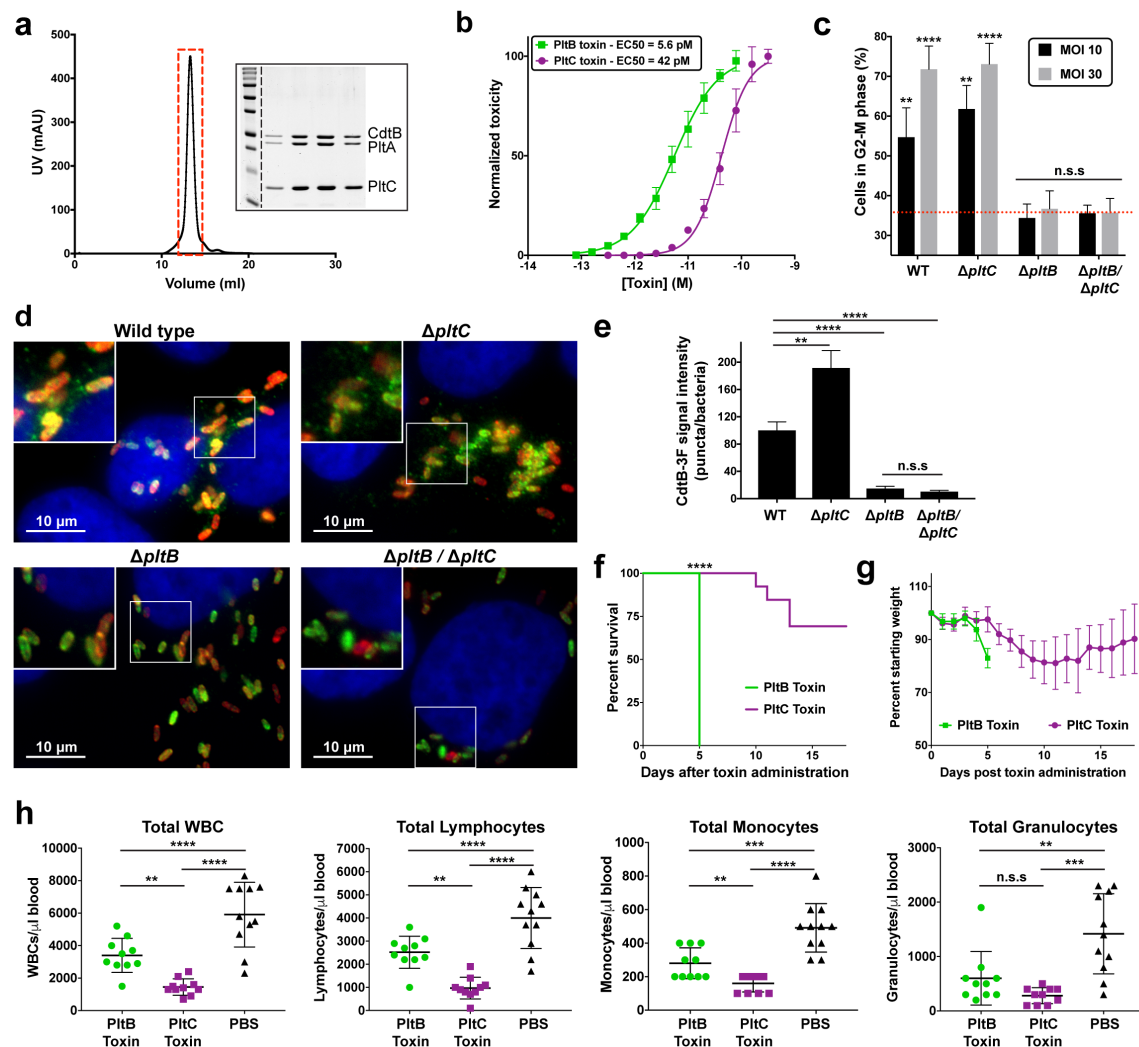 a
UV (mAU)
500
400
300
200
100
0
0
10
20
30
Volume (ml)
CdtB
PltA
PltC
b
Normalized toxicity
100
50
0
PltB toxin - EC50 = 5.6 pM
PltC toxin - EC50 = 42 pM
-14
-13
-12
-11
-10
-9
[Toxin] (M)
c
Cells in G2-M phase (%)
80
70
60
50
40
30
**
****
**
****
n.s.s
MOI 10
MOI 30
WT
ΔpltC
ΔpltB
ΔpltB/
ΔpltC
d
Wild type
ΔpltC
10 µm
10 µm
ΔpltB
ΔpltB / ΔpltC
10 µm
10 µm
e
CdtB-3F signal intensity
(puncta/bacteria)
200
160
120
80
40
0
****
****
**
n.s.s
WT
ΔpltC
ΔpltB
ΔpltB/
ΔpltC
f
Percent survival
100
75
50
25
0
****
PltB Toxin
PltC Toxin
0
5
10
15
Days after toxin administration
g
Percent starting weight
110
90
70
50
PltB Toxin
PltC Toxin
0
5
10
15
Days post toxin administration
h
Total WBC
WBCs/µl blood
10000
8000
6000
4000
2000
0
****
****
**
PltB
Toxin
PltC
Toxin
PBS
Total Lymphocytes
Lymphocytes/µl blood
7000
6000
5000
4000
3000
2000
1000
0
****
****
**
PltB
Toxin
PltC
Toxin
PBS
Total Monocytes
Monocytes/µl blood
1000
800
600
400
200
0
***
****
**
PltB
Toxin
PltC
Toxin
PBS
Total Granulocytes
Granulocytes/µl blood
3000
2000
1000
0
**
***
n.s.s
PltB
Toxin
PltC
Toxin
PBS